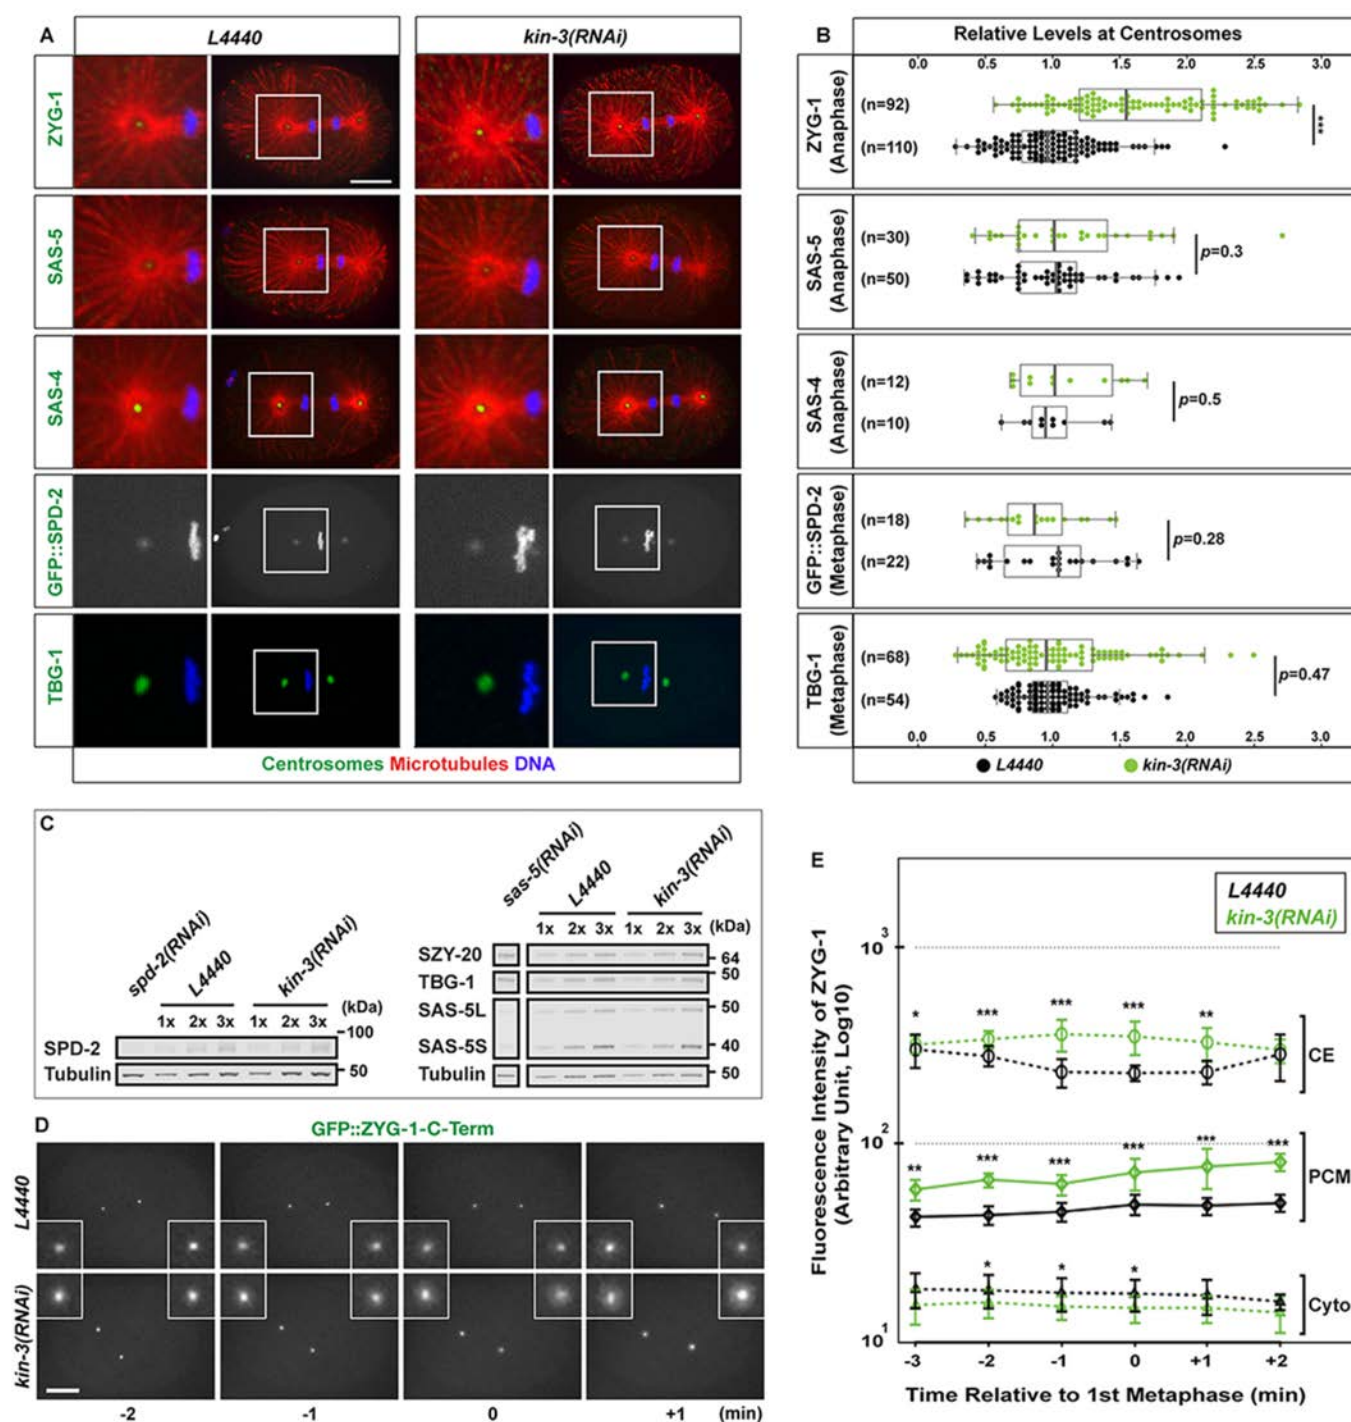 A
L4440
kin-3(RNAi)
ZYG-1
SAS-5
SAS-4
GFP::SPD-2
TBG-1
Centrosomes Microtubules DNA
B
Relative Levels at Centrosomes
0.0 0.5 1.0 1.5 2.0 2.5 3.0
ZYG-1
(Anaphase)
(n=92)
(n=110)
***
SAS-5
(Anaphase)
(n=30)
(n=50)
p=0.3
SAS-4
(Anaphase)
(n=12)
(n=10)
p=0.5
GFP::SPD-2
(Metaphase)
(n=18)
(n=22)
p=0.28
TBG-1
(Metaphase)
(n=68)
(n=54)
p=0.47
0.0 0.5 1.0 1.5 2.0 2.5 3.0
L4440 kin-3(RNAi)
C
spd-2(RNAi) L4440 kin-3(RNAi)
1x 2x 3x 1x 2x 3x (kDa)
100
SPD-2
Tubulin 50
sas-5(RNAi) L4440 kin-3(RNAi)
1x 2x 3x 1x 2x 3x (kDa)
SZY-20 64
TBG-1 50
SAS-5L 50
SAS-5S 40
Tubulin 50
D
GFP::ZYG-1-C-Term
L4440
kin-3(RNAi)
-2 -1 0 +1 (min)
E
L4440
kin-3(RNAi)
Fluorescence Intensity of ZYG-1
(Arbitrary Unit, Log10)
10³
* *** *** *** **
CE
10²
** *** *** *** *** ***
PCM
* * *
Cyto
10¹
-3 -2 -1 0 +1 +2
Time Relative to 1st Metaphase (min)